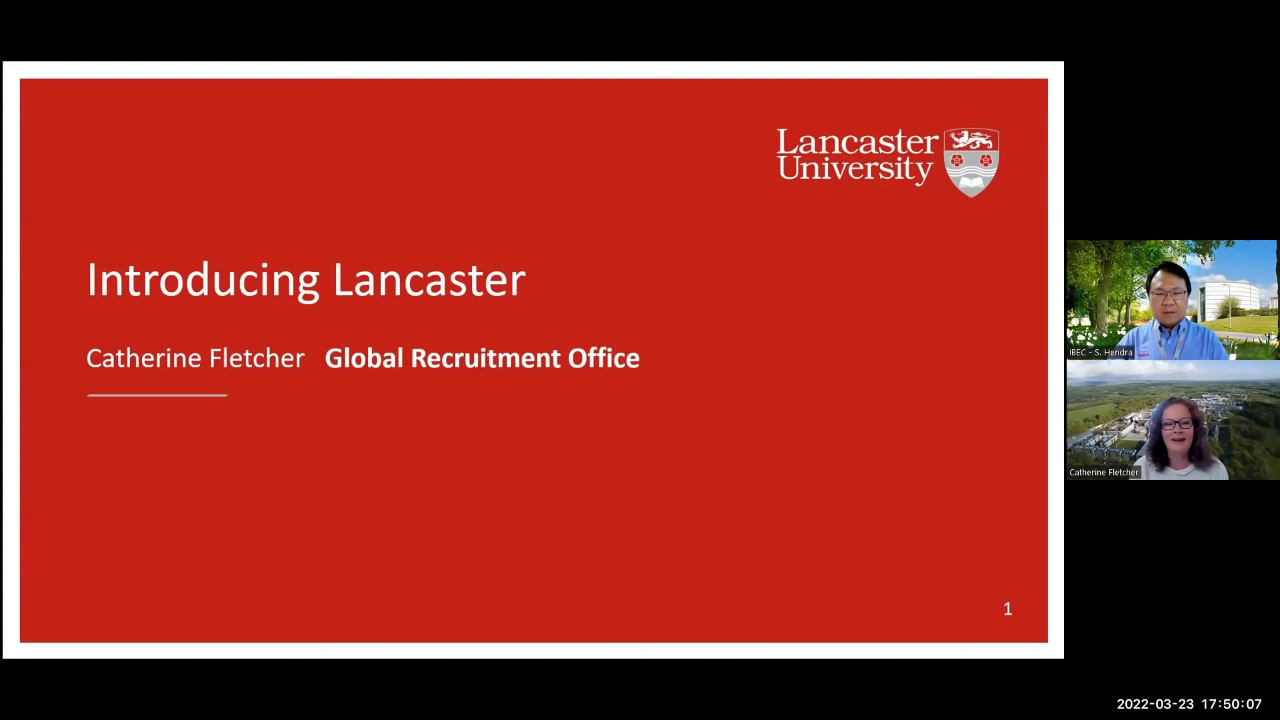 Lancaster
University
Introducing Lancaster
Catherine Fletcher Global Recruitment Office
1
IBEC - S. Hendra
Catherine Fletcher
2022-03-23 17:50:07